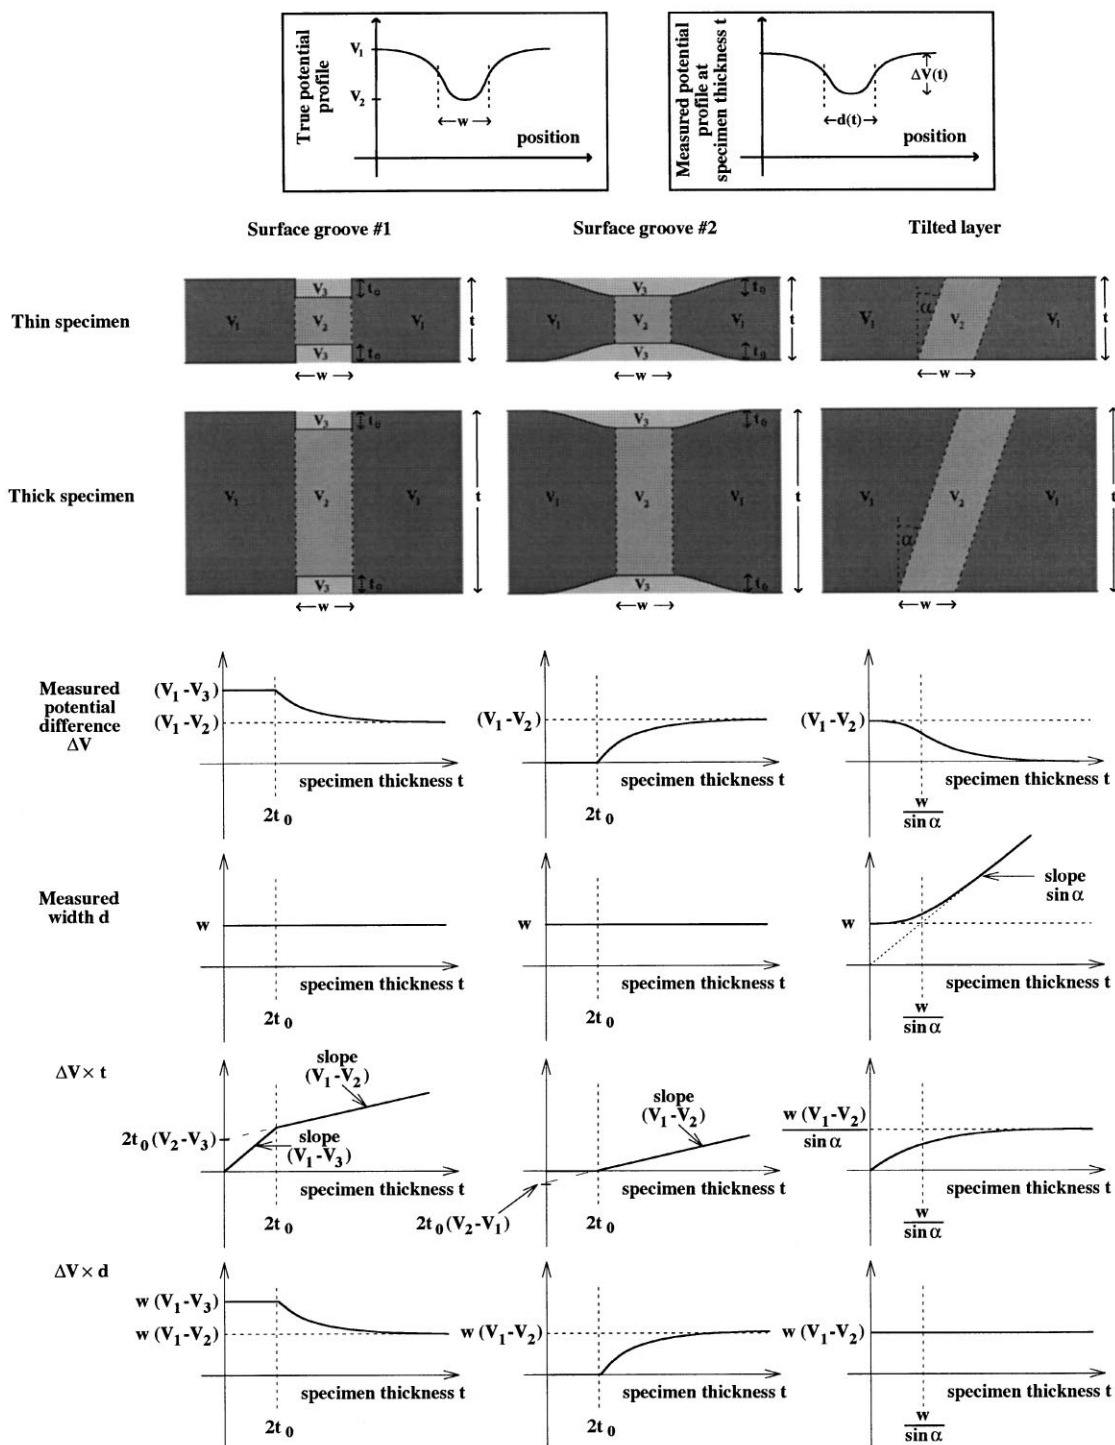 True potential profile
V₁
V₂
w
position
Measured potential profile at specimen thickness t
ΔV(t)
d(t)
position
Surface groove #1
Surface groove #2
Tilted layer
Thin specimen
V₃
t₀
V₁
V₂
V₁
t
V₃
t₀
w
V₃
t₀
V₁
V₂
V₁
t
V₃
t₀
w
α
V₁
V₂
V₁
t
w
Thick specimen
V₃
t₀
V₁
V₂
V₁
t
V₃
t₀
w
V₃
t₀
V₁
V₂
V₁
t
V₃
t₀
w
V₁
V₂
V₁
t
α
w
Measured potential difference ΔV
(V₁-V₃)
(V₁-V₂)
specimen thickness t
2t₀
(V₁-V₂)
specimen thickness t
2t₀
(V₁-V₂)
specimen thickness t
w
sin α
Measured width d
w
specimen thickness t
2t₀
w
specimen thickness t
2t₀
w
slope
sin α
specimen thickness t
w
sin α
ΔV × t
slope
(V₁-V₂)
2t₀(V₂-V₃)
slope
(V₁-V₃)
specimen thickness t
2t₀
slope
(V₁-V₂)
specimen thickness t
2t₀(V₂-V₁)
2t₀
w (V₁-V₂)
sin α
specimen thickness t
w
sin α
ΔV × d
w (V₁-V₃)
w (V₁-V₂)
specimen thickness t
2t₀
w (V₁-V₂)
specimen thickness t
2t₀
w (V₁-V₂)
specimen thickness t
w
sin α